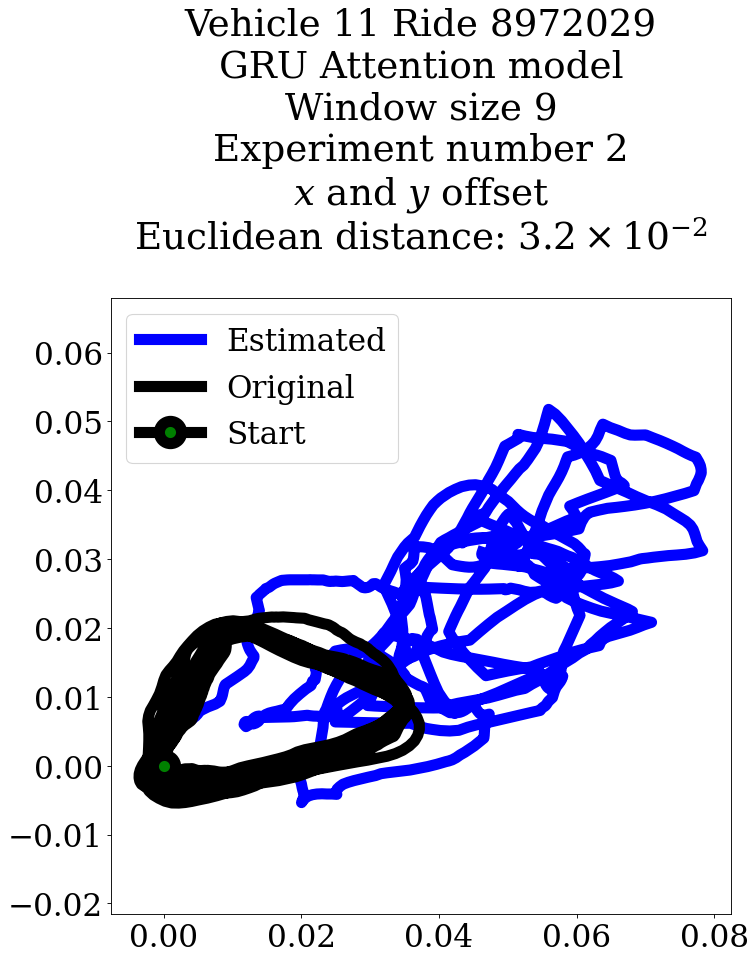 Vehicle 11 Ride 8972029
GRU Attention model
Window size 9
Experiment number 2
x and y offset
Euclidean distance: 3.2 × 10⁻²
Estimated
Original
Start
0.06
0.05
0.04
0.03
0.02
0.01
0.00
−0.01
−0.02
0.00 0.02 0.04 0.06 0.08